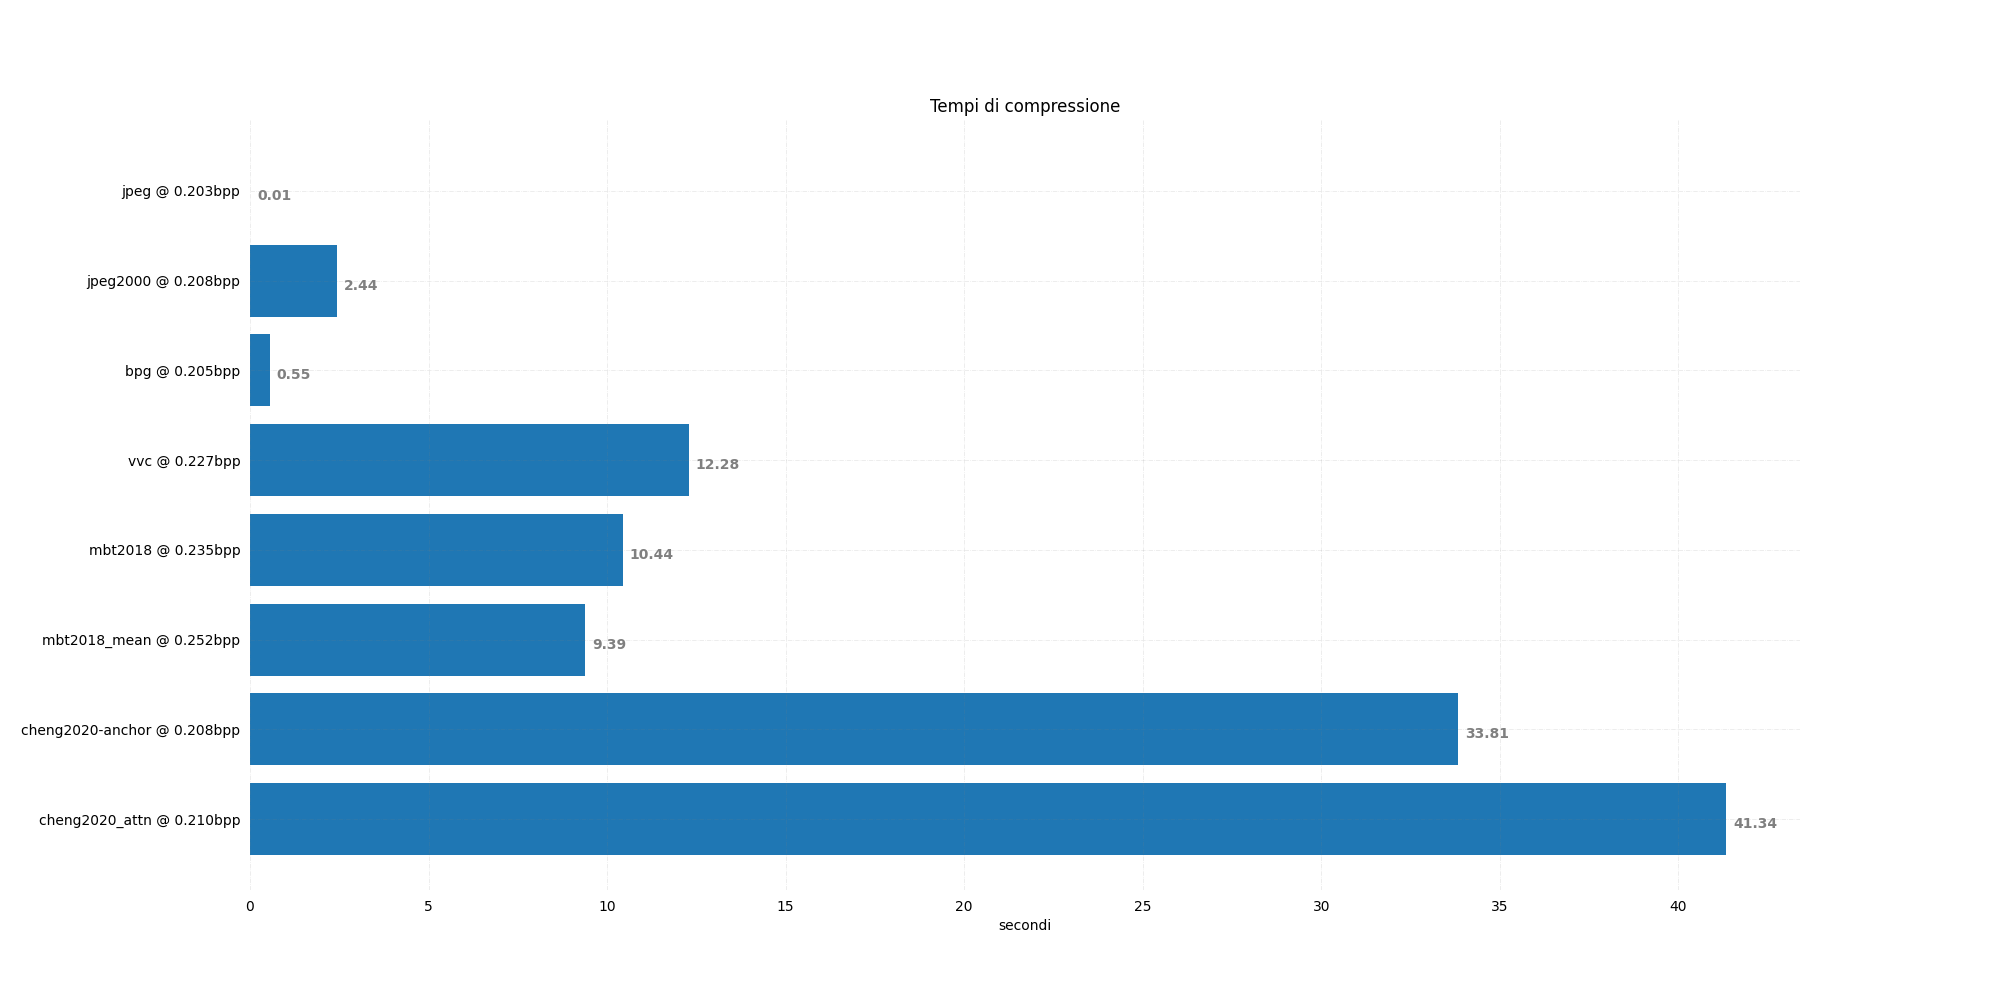 Tempi di compressione
jpeg @ 0.203bpp 0.01
jpeg2000 @ 0.208bpp 2.44
bpg @ 0.205bpp 0.55
vvc @ 0.227bpp 12.28
mbt2018 @ 0.235bpp 10.44
mbt2018_mean @ 0.252bpp 9.39
cheng2020-anchor @ 0.208bpp 33.81
cheng2020_attn @ 0.210bpp 41.34
0 5 10 15 20 25 30 35 40
secondi